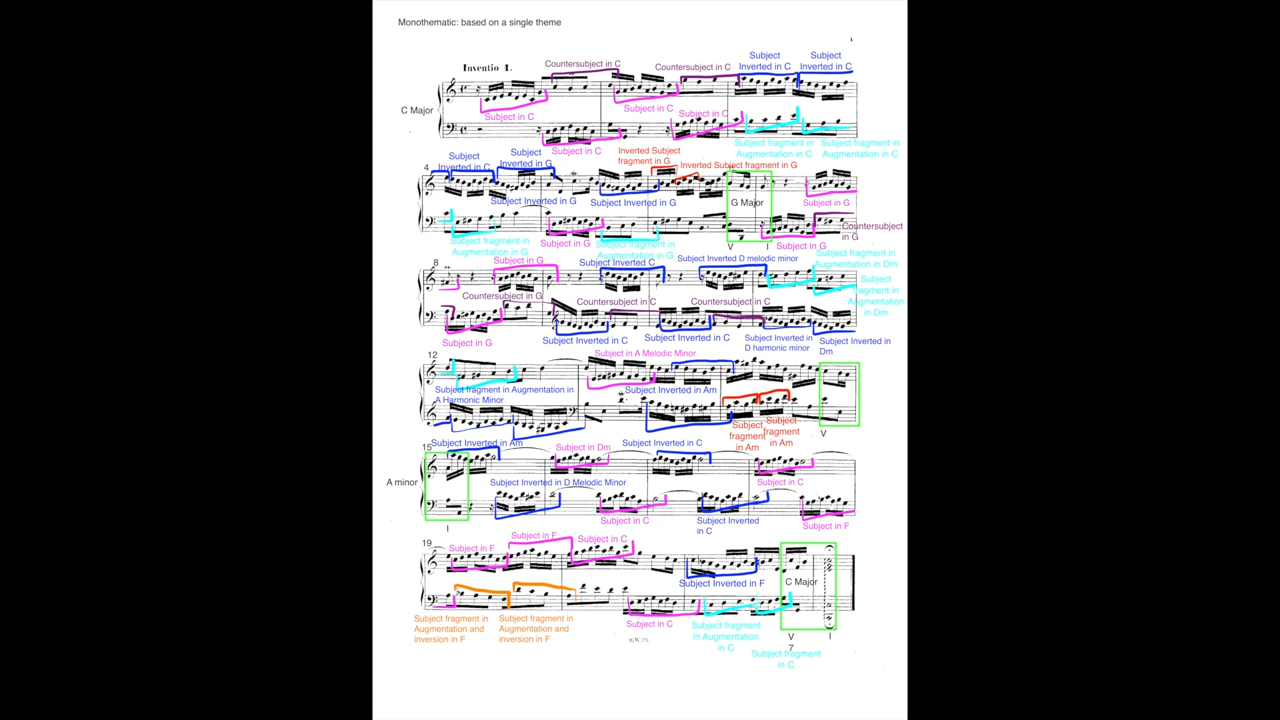 Monothematic: based on a single theme
Inventio 1.
Countersubject in C
Countersubject in C
Subject
Inverted in C
Subject
Inverted in C
C Major
Subject in C
Subject in C
Subject in C
Subject in C
Subject fragment in
Augmentation in C
Subject fragment in
Augmentation in C
4
Subject
Inverted in C
Subject
Inverted in G
Inverted Subject
fragment in G
Inverted Subject fragment in G
Subject Inverted in G
Subject Inverted in G
G Major
Subject in G
Countersubject
in G
Subject fragment in
Augmentation in G
Subject in G
Subject fragment in
Augmentation in G
V
I
Subject in G
8
Subject in G
Subject Inverted C
Subject Inverted D melodic minor
Subject fragment in
Augmentation in Dm
Subject
fragment in
Augmentation
in Dm
Countersubject in G
Countersubject in C
Countersubject in C
Subject in G
Subject Inverted in C
Subject Inverted in C
Subject Inverted in
D harmonic minor
Subject Inverted in
Dm
12
Subject in A Melodic Minor
Subject fragment in Augmentation in
A Harmonic Minor
Subject Inverted in Am
Subject
fragment
in Am
Subject
fragment
in Am
V
15
Subject Inverted in Am
Subject in Dm
Subject Inverted in C
A minor
Subject Inverted in D Melodic Minor
Subject in C
Subject in C
Subject Inverted
in C
Subject in F
I
19
Subject in F
Subject in F
Subject in C
Subject Inverted in F
C Major
Subject fragment in
Augmentation and
inversion in F
Subject fragment in
Augmentation and
inversion in F
Subject in C
Subject fragment
in Augmentation
in C
V
7
I
Subject fragment
in C